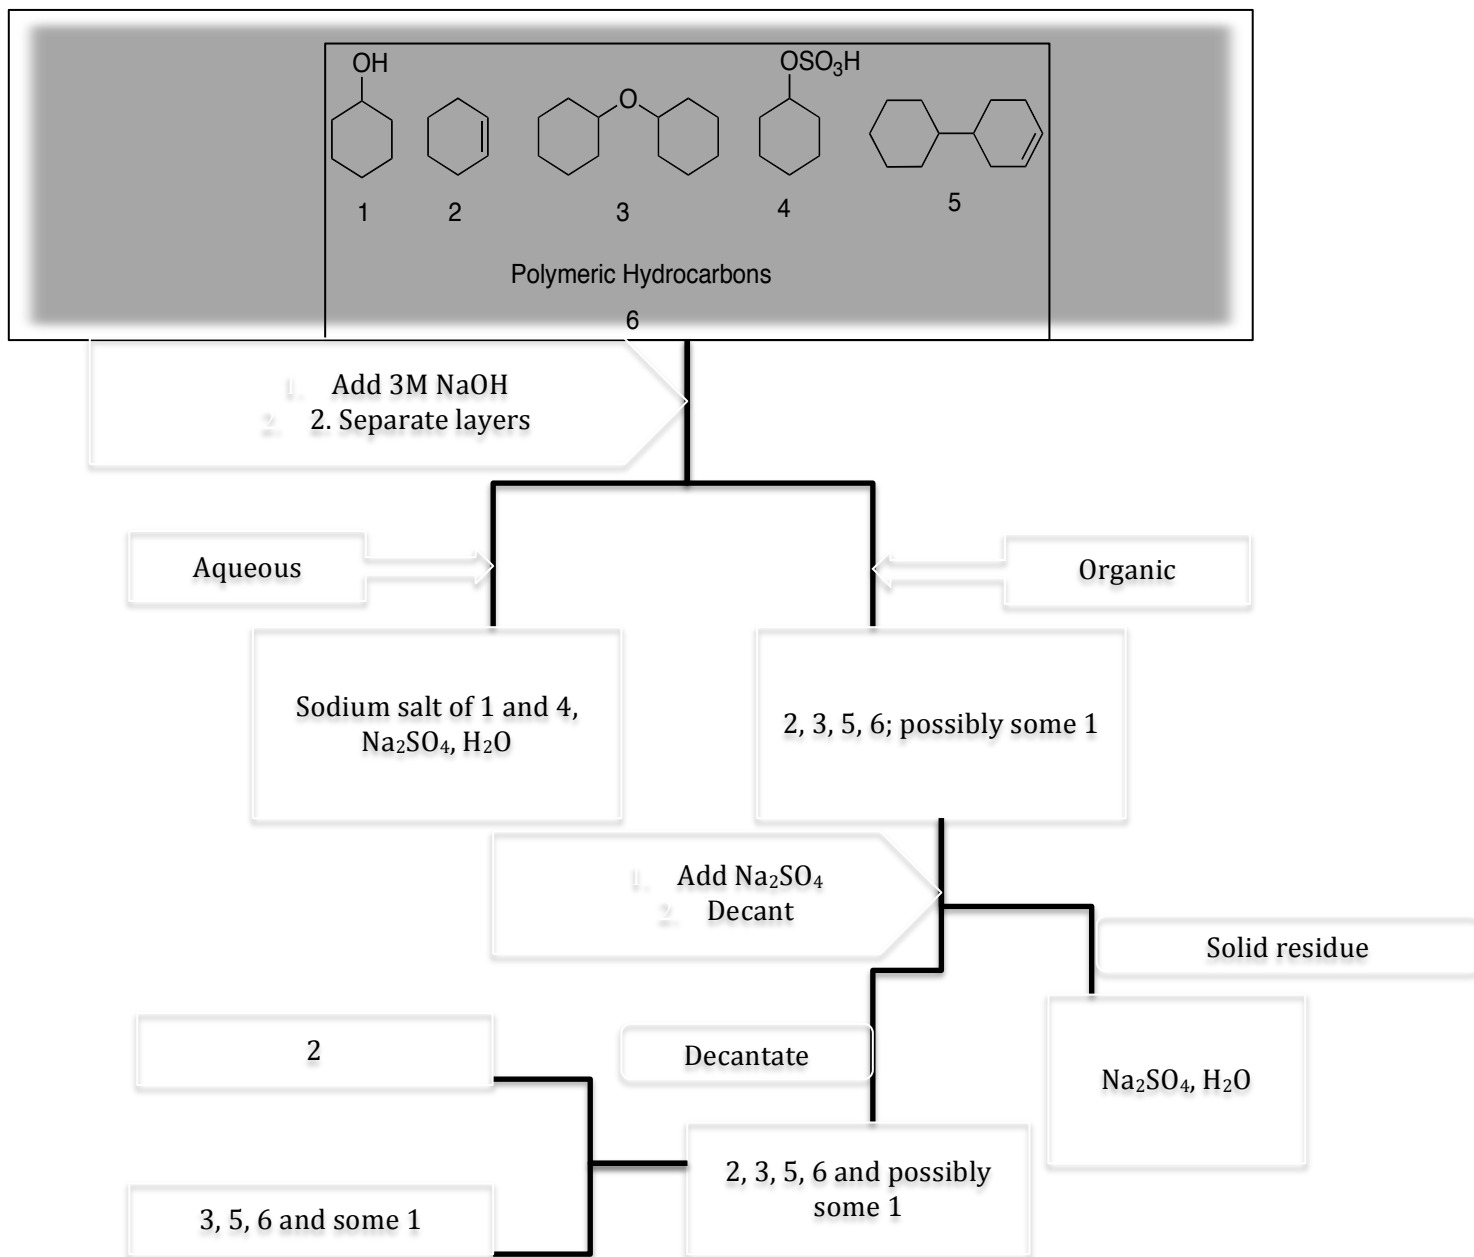 OH
O
OSO₃H
1
2
3
4
5
Polymeric Hydrocarbons
6
1. Add 3M NaOH
2. 2. Separate layers
Aqueous
Organic
Sodium salt of 1 and 4,
Na₂SO₄, H₂O
2, 3, 5, 6; possibly some 1
1. Add Na₂SO₄
2. Decant
Solid residue
Decantate
Na₂SO₄, H₂O
2
2, 3, 5, 6 and possibly
some 1
3, 5, 6 and some 1